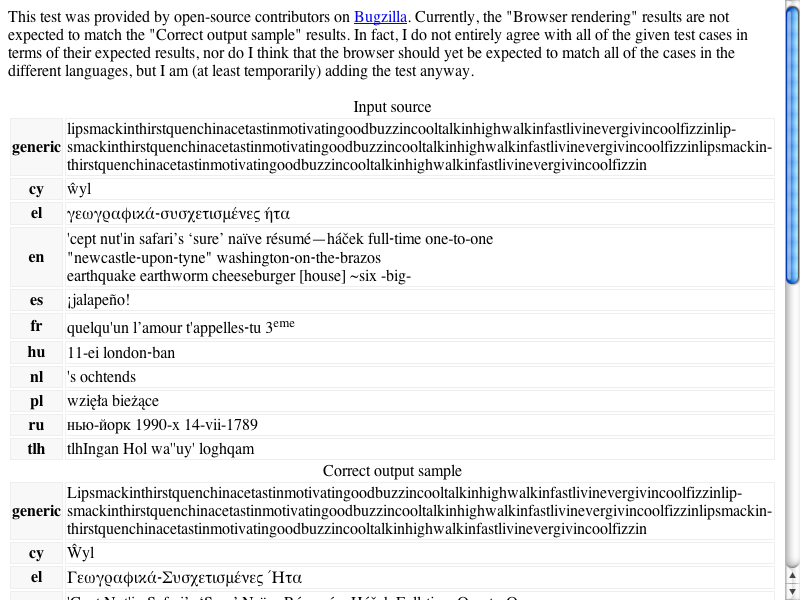 This test was provided by open-source contributors on Bugzilla. Currently, the "Browser rendering" results are not
expected to match the "Correct output sample" results. In fact, I do not entirely agree with all of the given test cases in
terms of their expected results, nor do I think that the browser should yet be expected to match all of the cases in the
different languages, but I am (at least temporarily) adding the test anyway.
Input source
generic lipsmackinthirstquenchinacetastinmotivatingoodbuzzincooltalkinhighwalkinfastlivinevergivincoolfizzinlip-
smackinthirstquenchinacetastinmotivatingoodbuzzincooltalkinhighwalkinfastlivinevergivincoolfizzinlipsmackin-
thirstquenchinacetastinmotivatingoodbuzzincooltalkinhighwalkinfastlivinevergivincoolfizzin
cy ŵyl
el γεωγραφικά-συσχετισμένες ήτα
en 'cept nut'in safari’s ‘sure’ naïve résumé—háček full-time one-to-one
"newcastle-upon-tyne" washington-on-the-brazos
earthquake earthworm cheeseburger [house] ~six -big-
es ¡jalapeño!
fr quelqu'un l’amour t'appelles-tu 3eme
hu 11-ei london-ban
nl 's ochtends
pl wzięła bieżące
ru нью-йорк 1990-x 14-vii-1789
tlh tlhIngan Hol wa''uy' loghqam
Correct output sample
generic Lipsmackinthirstquenchinacetastinmotivatingoodbuzzincooltalkinhighwalkinfastlivinevergivincoolfizzinlip-
smackinthirstquenchinacetastinmotivatingoodbuzzincooltalkinhighwalkinfastlivinevergivincoolfizzinlipsmackin-
thirstquenchinacetastinmotivatingoodbuzzincooltalkinhighwalkinfastlivinevergivincoolfizzin
cy Ŵyl
el Γεωγραφικά-Συσχετισμένες Ήτα